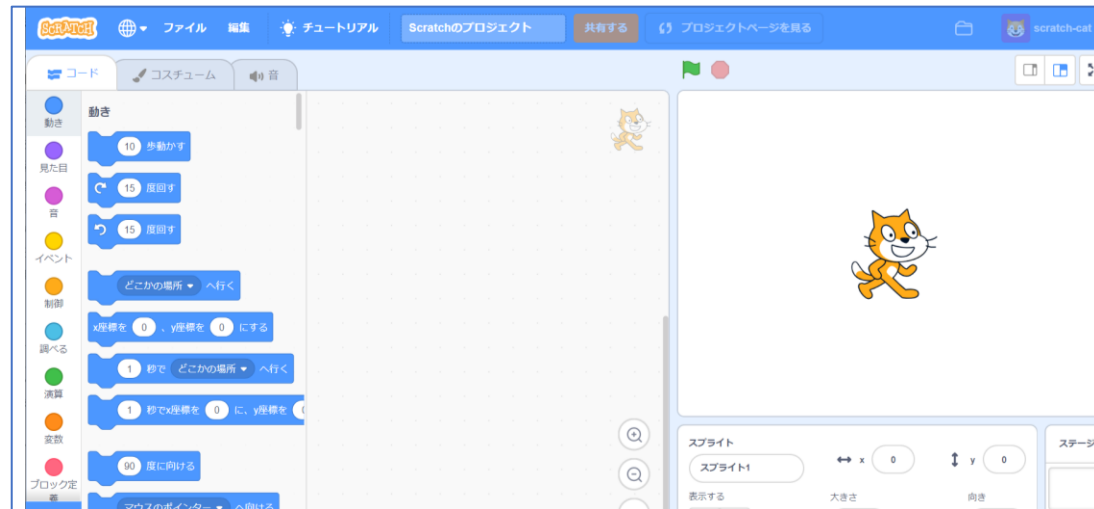 SCRATCH ファイル 編集 チュートリアル Scratchのプロジェクト 共有する プロジェクトページを見る scratch-cat
コード コスチューム 音
動き
見た目
音
イベント
制御
調べる
演算
変数
ブロック定義
動き
10 歩動かす
15 度回す
15 度回す
どこかの場所 へ行く
x座標を 0 、y座標を 0 にする
1 秒で どこかの場所 へ行く
1 秒でx座標を 0 に、y座標を
90 度に向ける
マウスのポインター へ向ける
スプライト
スプライト1
x 0 y 0
表示する 大きさ 向き
ステージ